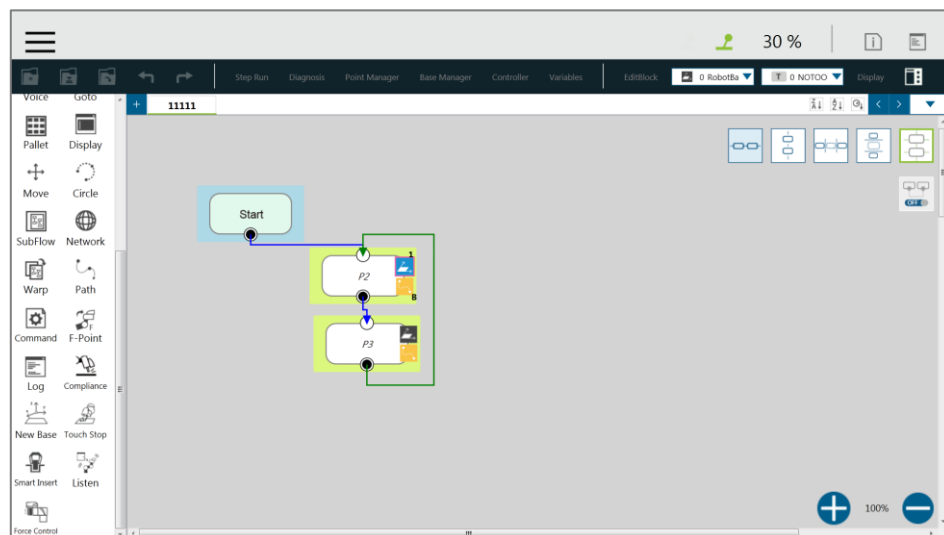 30 %
Step Run Diagnosis Point Manager Base Manager Controller Variables EditBlock 0 RobotBa T 0 NOTOO Display
Voice Goto
+ 11111
Pallet Display
Move Circle
SubFlow Network
Warp Path
Command F-Point
Log Compliance
New Base Touch Stop
Smart Insert Listen
Force Control
OFF
Start
1
P2
B
P3
100%